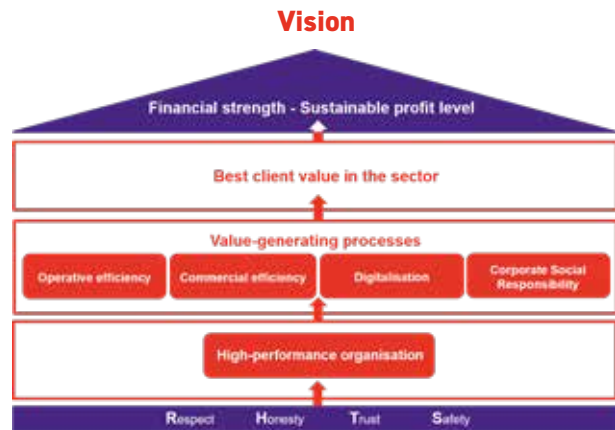 Vision
Financial strength - Sustainable profit level
Best client value in the sector
Value-generating processes
Operative efficiency
Commercial efficiency
Digitalisation
Corporate Social
Responsibility
High-performance organisation
Respect Honesty Trust Safety